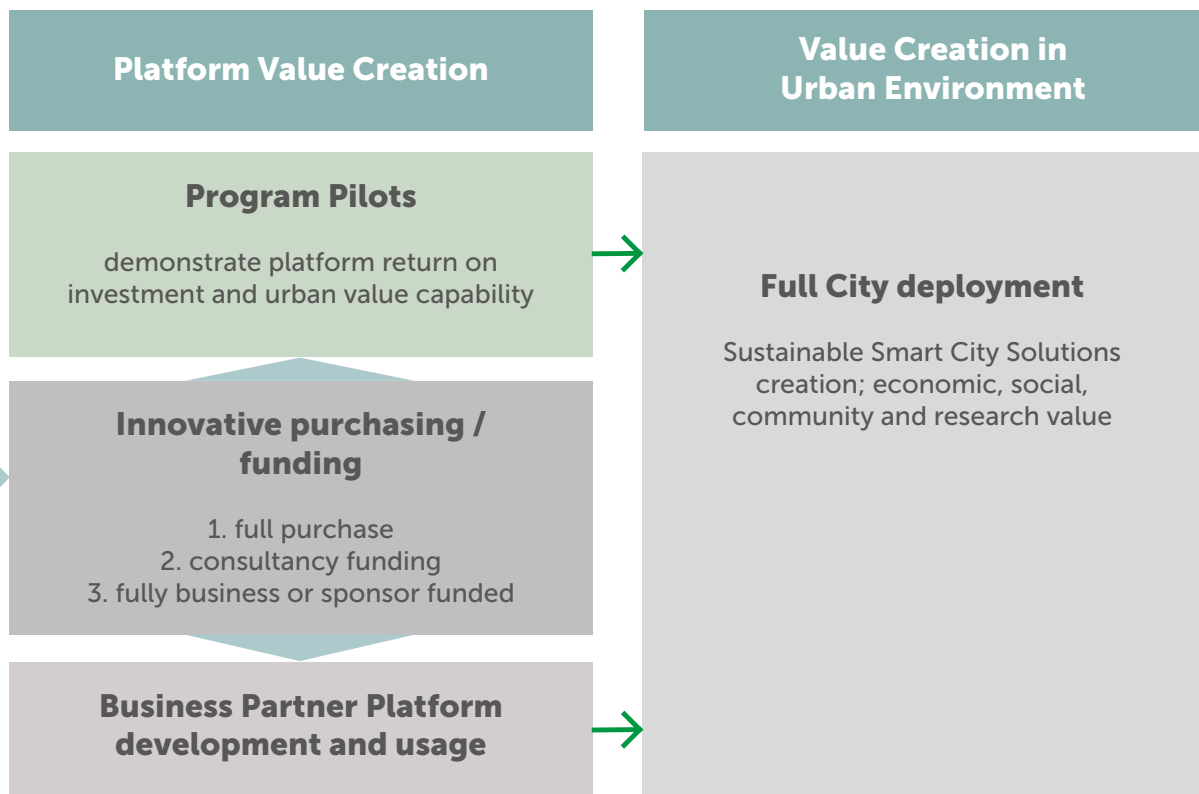 Platform Value Creation
Value Creation in
Urban Environment
Program Pilots
demonstrate platform return on
investment and urban value capability
Innovative purchasing /
funding
1. full purchase
2. consultancy funding
3. fully business or sponsor funded
Business Partner Platform
development and usage
Full City deployment
Sustainable Smart City Solutions
creation; economic, social,
community and research value